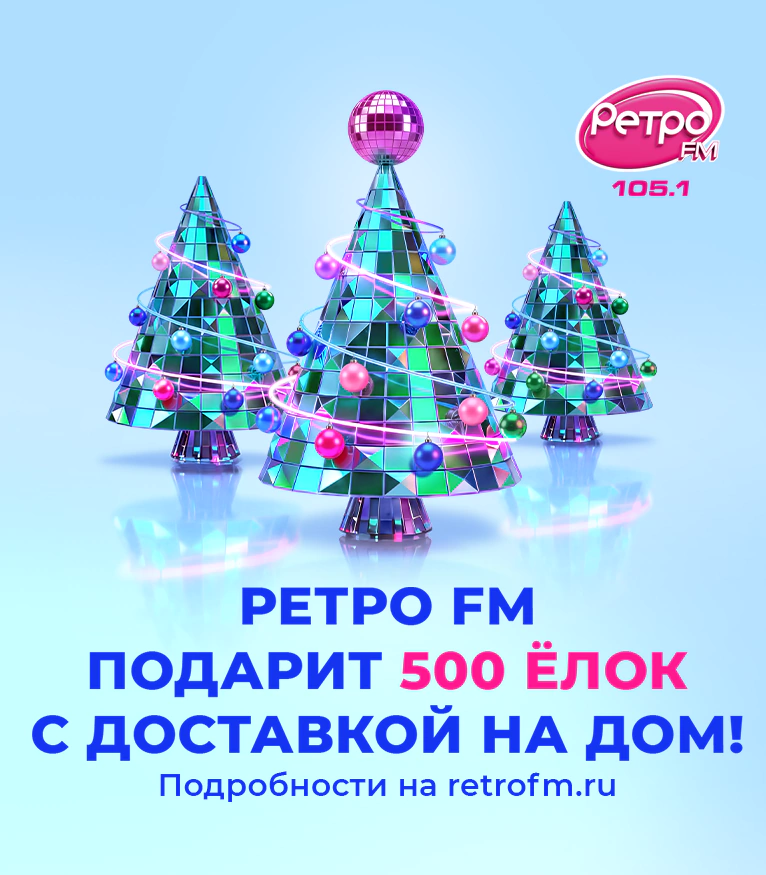 Ретро
FM
105.1
РЕТРО FM
ПОДАРИТ 500 ЁЛОК
С ДОСТАВКОЙ НА ДОМ!
Подробности на retrofm.ru